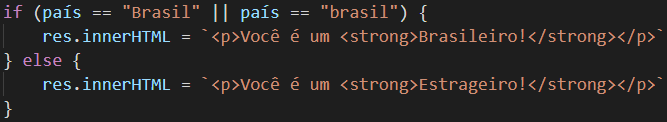 if (país == "Brasil" || país == "brasil") {
    res.innerHTML = `<p>Você é um <strong>Brasileiro!</strong></p>`
} else {
    res.innerHTML = `<p>Você é um <strong>Estrageiro!</strong></p>`
}